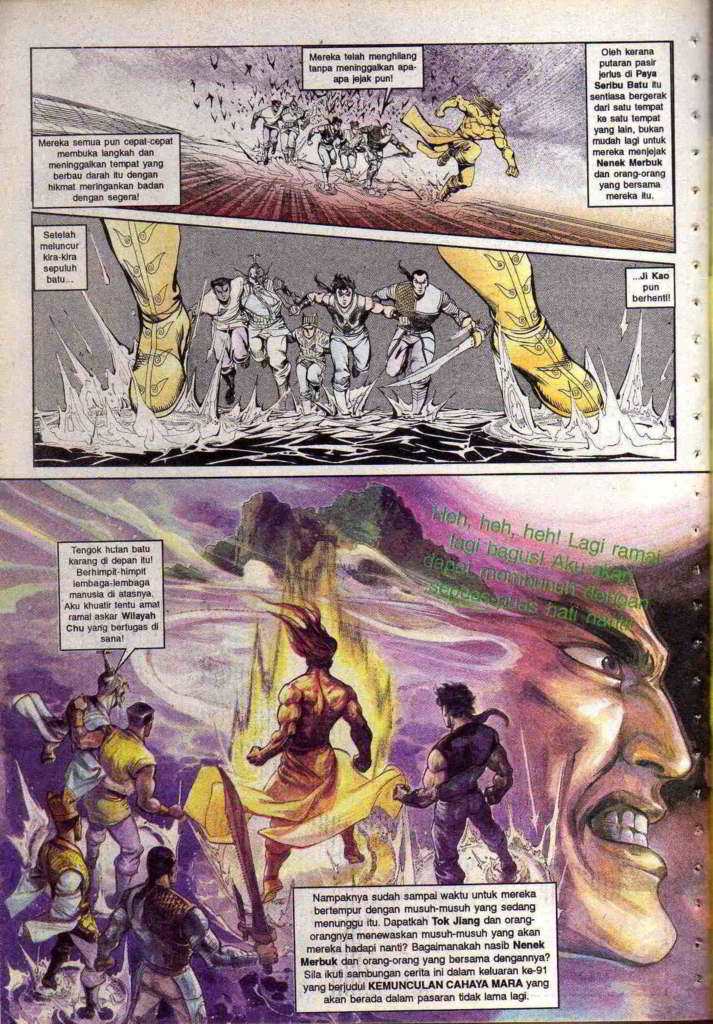 Mereka telah menghilang
tanpa meninggalkan apa-
apa jejak pun!
Oleh kerana
putaran pasir
jerlus di Paya
Seribu Batu itu
sentiasa bergerak
dari satu tempat
ke satu tempat
yang lain, bukan
mudah lagi untuk
mereka menjejak
Nenek Merbuk
dan orang-orang
yang bersama
mereka itu.
Mereka semua pun cepat-cepat
membuka langkah dan
meninggalkan tempat yang
berbau darah itu dengan
hikmat meringankan badan
dengan segera!
Setelah
meluncur
kira-kira
sepuluh
batu...
...Ji Kao
pun
berhenti!
Heh, heh, heh! Lagi ramai
lagi bagus! Aku akan
dapat membunuh dengan
sepuas-puas hati nanti!
Tengok hutan batu
karang di depan itu!
Berhimpit-himpit
lembaga-lembaga
manusia di atasnya.
Aku khuatir tentu amat
ramai askar Wilayah
Chu yang bertugas di
sana!
Nampaknya sudah sampai waktu untuk mereka
bertempur dengan musuh-musuh yang sedang
menunggu itu. Dapatkah Tok Jiang dan orang-
orangnya menewaskan musuh-musuh yang akan
mereka hadapi nanti? Bagaimanakah nasib Nenek
Merbuk dan orang-orang yang bersama dengannya?
Sila ikuti sambungan cerita ini dalam keluaran ke-91
yang berjudul KEMUNCULAN CAHAYA MARA yang
akan berada dalam pasaran tidak lama lagi.